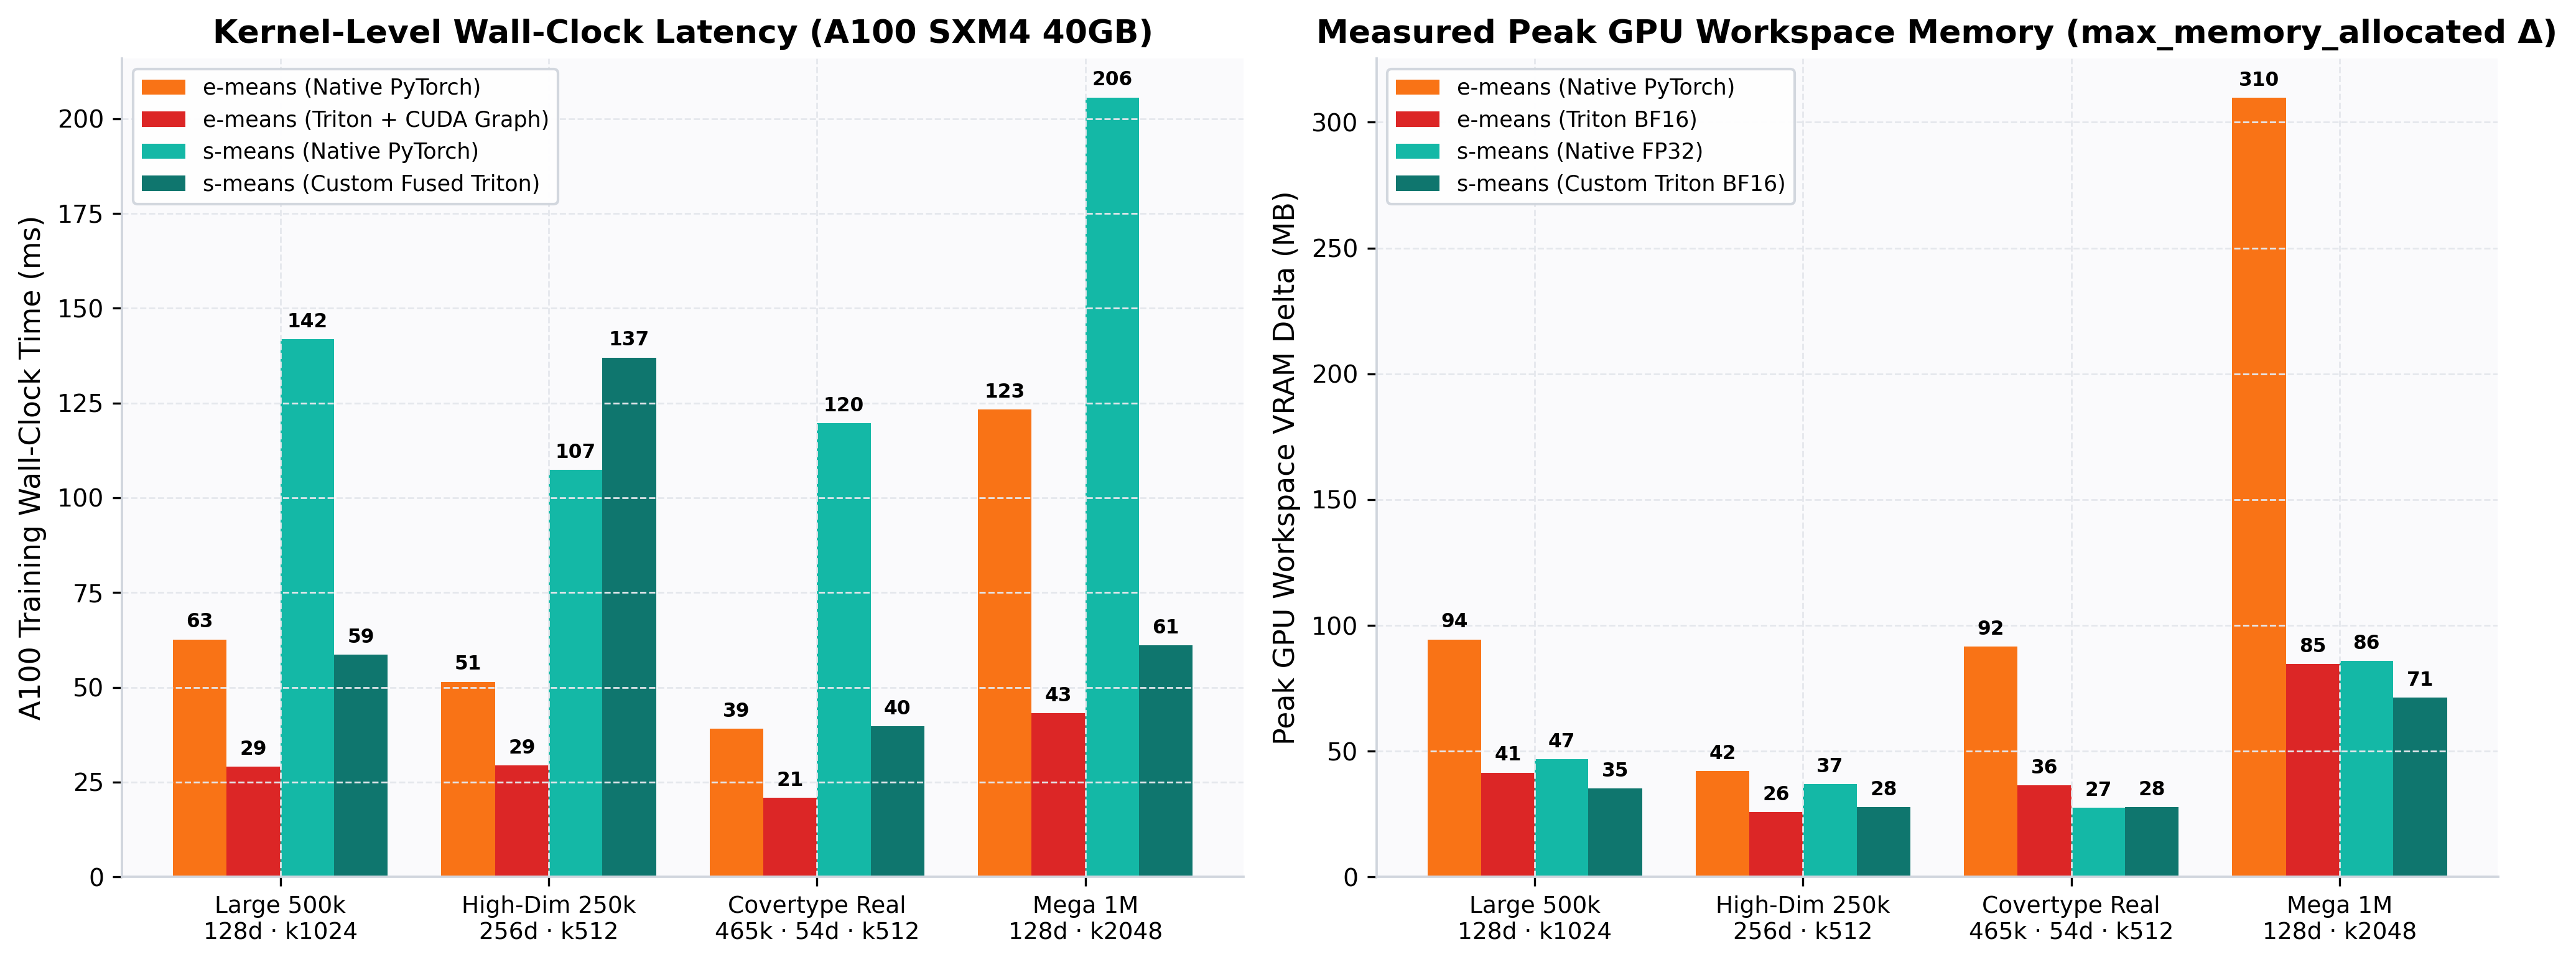 Kernel-Level Wall-Clock Latency (A100 SXM4 40GB)
A100 Training Wall-Clock Time (ms)
200
175
150
125
100
75
50
25
0
e-means (Native PyTorch)
e-means (Triton + CUDA Graph)
s-means (Native PyTorch)
s-means (Custom Fused Triton)
63
29
142
59
51
29
107
137
39
21
120
40
123
43
206
61
Large 500k
128d · k1024
High-Dim 250k
256d · k512
Covertype Real
465k · 54d · k512
Mega 1M
128d · k2048
Measured Peak GPU Workspace Memory (max_memory_allocated Δ)
Peak GPU Workspace VRAM Delta (MB)
300
250
200
150
100
50
0
e-means (Native PyTorch)
e-means (Triton BF16)
s-means (Native FP32)
s-means (Custom Triton BF16)
94
41
47
35
42
26
37
28
92
36
27
28
310
85
86
71
Large 500k
128d · k1024
High-Dim 250k
256d · k512
Covertype Real
465k · 54d · k512
Mega 1M
128d · k2048